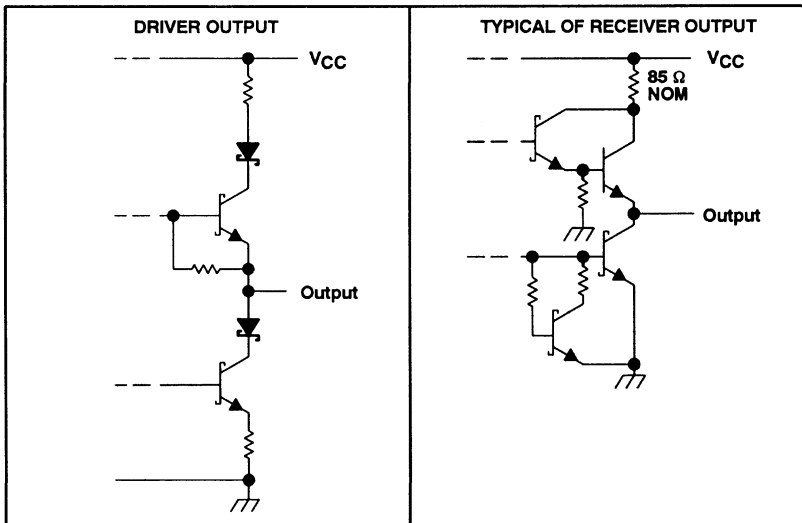 DRIVER OUTPUT
VCC
Output
TYPICAL OF RECEIVER OUTPUT
VCC
85 Ω
NOM
Output